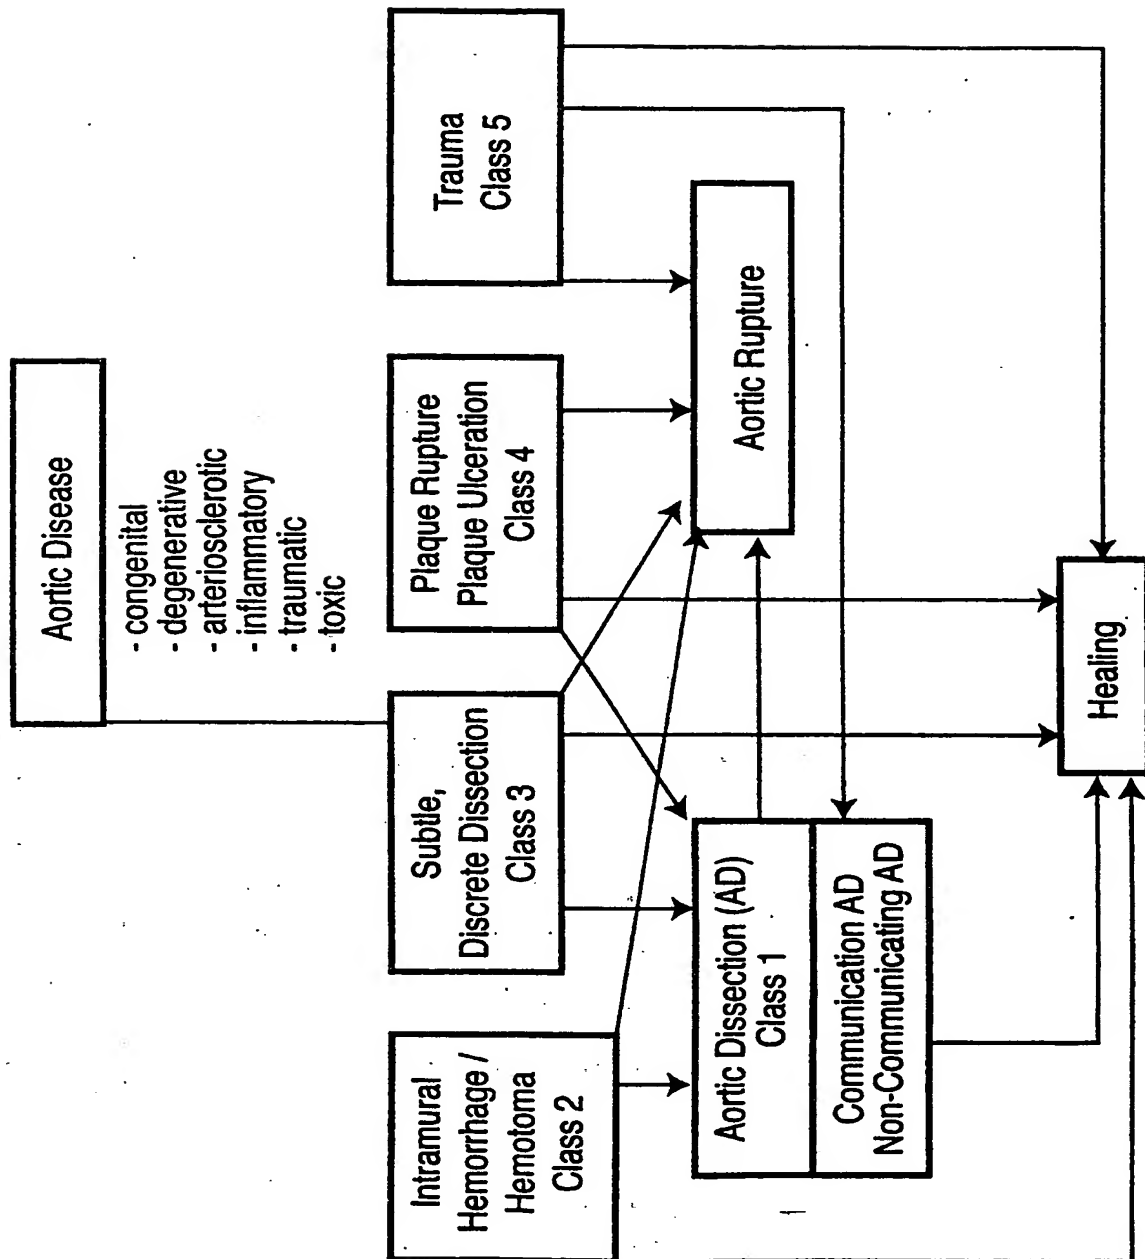 Aortic Disease
- congenital
- degenerative
- arteriosclerotic
- inflammatory
- traumatic
- toxic
Intramural
Hemorrhage /
Hemotoma
Class 2
Subtle,
Discrete Dissection
Class 3
Plaque Rupture
Plaque Ulceration
Class 4
Trauma
Class 5
Aortic Dissection (AD)
Class 1
Communication AD
Non-Communicating AD
Aortic Rupture
Healing